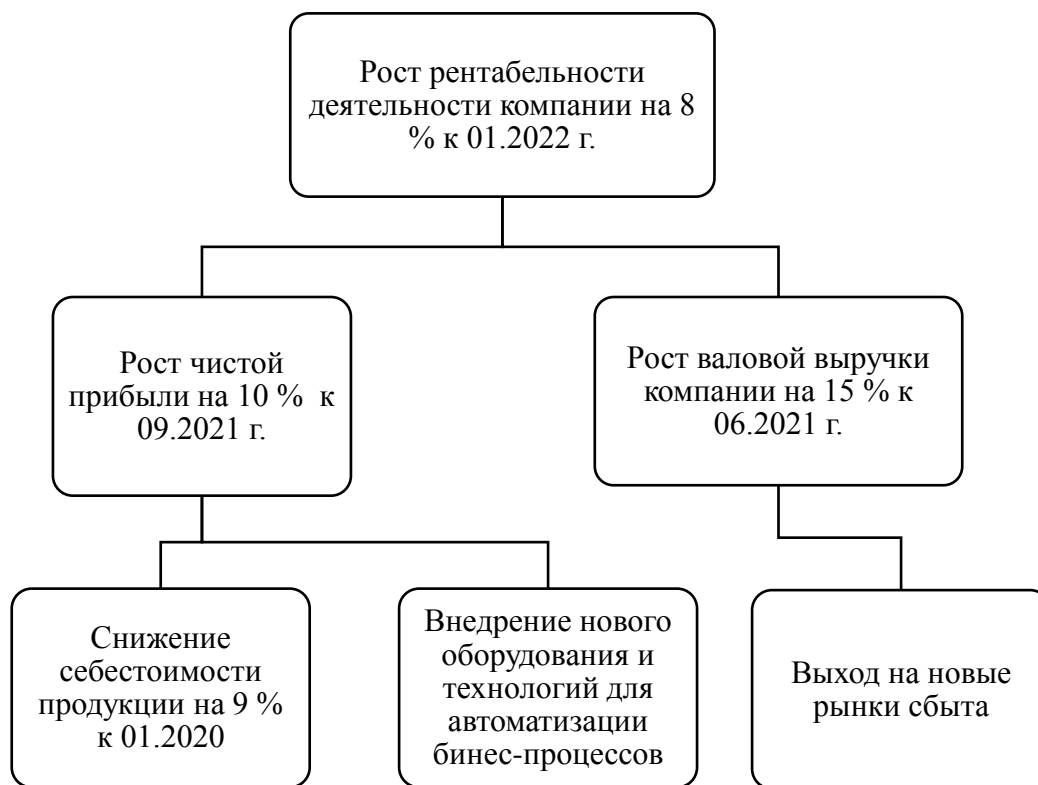 Рост рентабельности
деятельности компании на 8
% к 01.2022 г.
Рост чистой
прибыли на 10 % к
09.2021 г.
Рост валовой выручки
компании на 15 % к
06.2021 г.
Снижение
себестоимости
продукции на 9 %
к 01.2020
Внедрение нового
оборудования и
технологий для
автоматизации
бинес-процессов
Выход на новые
рынки сбыта